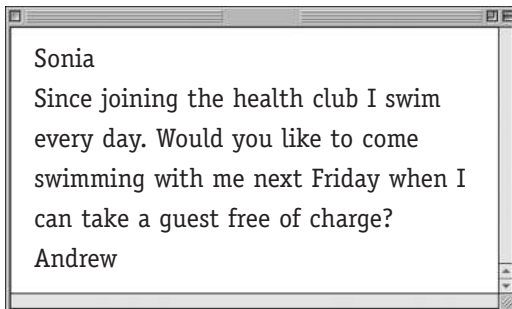 Sonia
Since joining the health club I swim
every day. Would you like to come
swimming with me next Friday when I
can take a guest free of charge?
Andrew